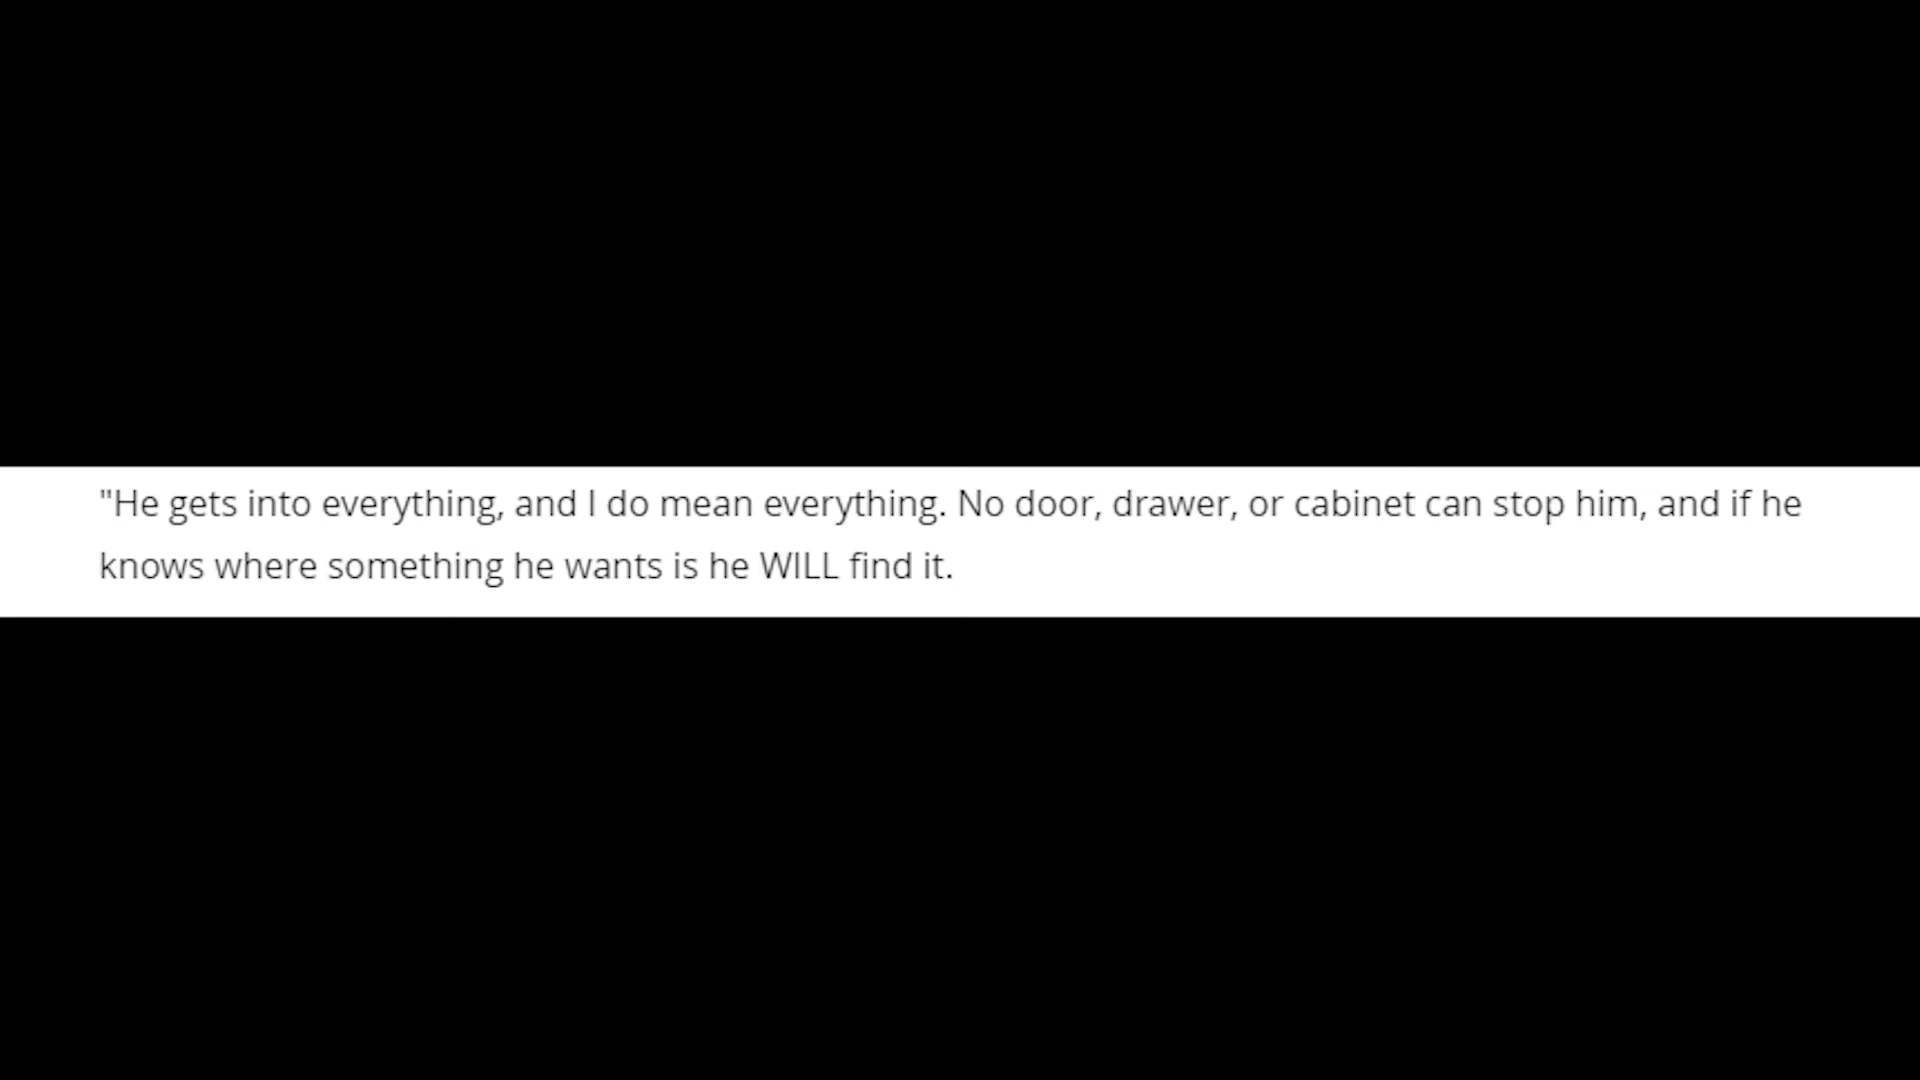 "He gets into everything, and I do mean everything. No door, drawer, or cabinet can stop him, and if he
knows where something he wants is he WILL find it.